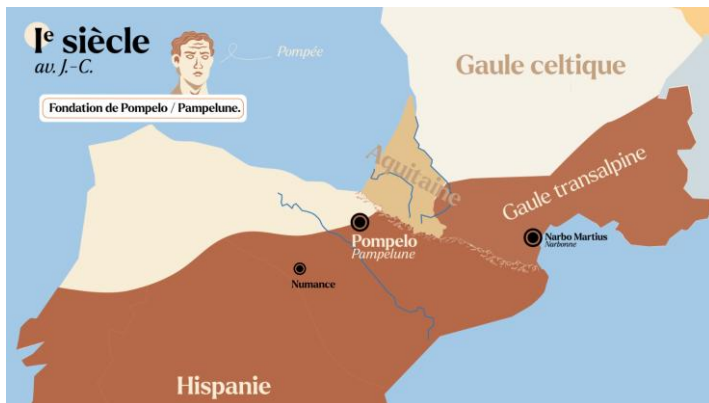 Ie siècle
av. J.-C.
Pompée
Fondation de Pompelo / Pampelune.
Gaule celtique
Aquitaine
Gaule transalpine
Pompelo
Pampelune
Narbo Martius
Narbonne
Numance
Hispanie